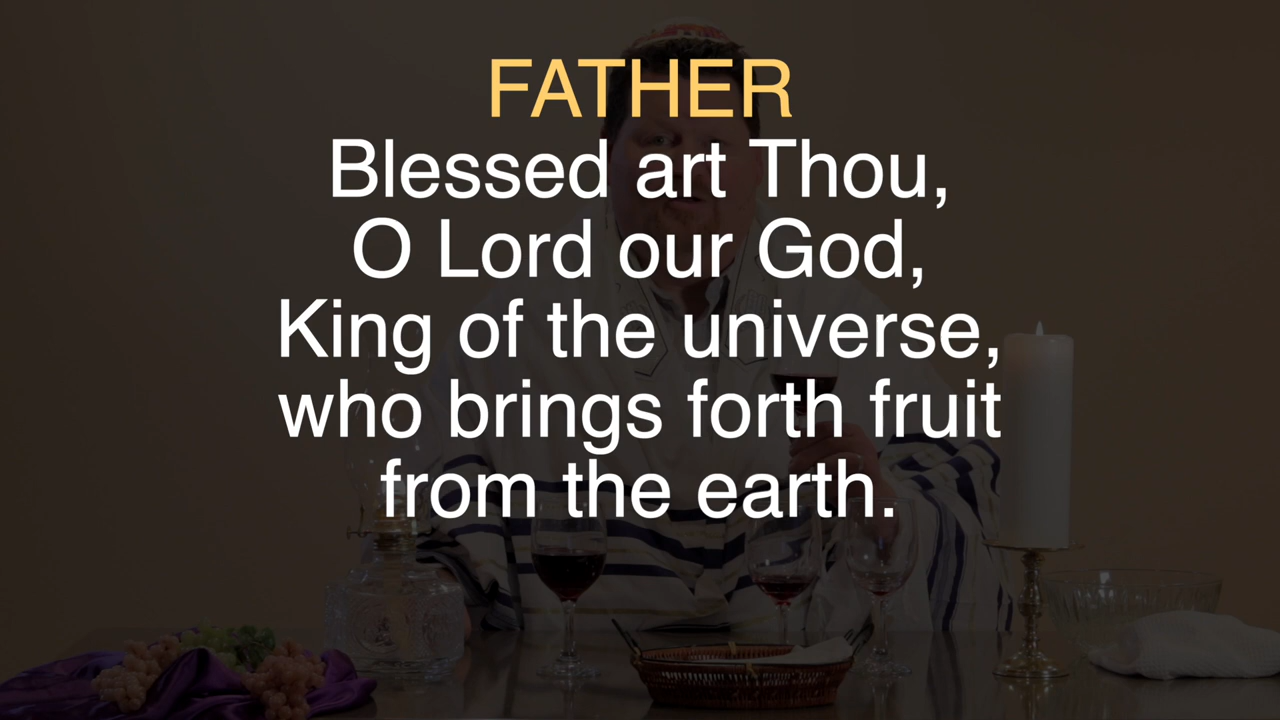 FATHER
Blessed art Thou,
O Lord our God,
King of the universe,
who brings forth fruit
from the earth.